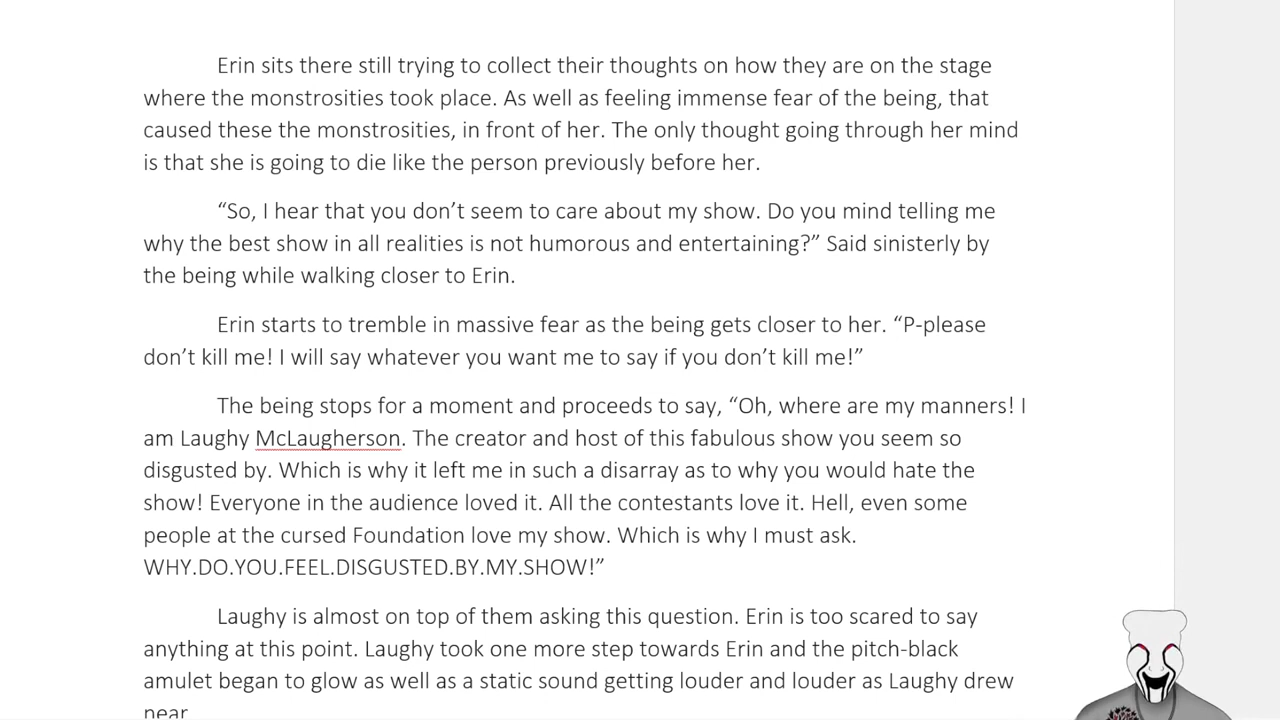 Erin sits there still trying to collect their thoughts on how they are on the stage
where the monstrosities took place. As well as feeling immense fear of the being, that
caused these the monstrosities, in front of her. The only thought going through her mind
is that she is going to die like the person previously before her.
“So, I hear that you don’t seem to care about my show. Do you mind telling me
why the best show in all realities is not humorous and entertaining?” Said sinisterly by
the being while walking closer to Erin.
Erin starts to tremble in massive fear as the being gets closer to her. “P-please
don’t kill me! I will say whatever you want me to say if you don’t kill me!”
The being stops for a moment and proceeds to say, “Oh, where are my manners! I
am Laughy McLaugherson. The creator and host of this fabulous show you seem so
disgusted by. Which is why it left me in such a disarray as to why you would hate the
show! Everyone in the audience loved it. All the contestants love it. Hell, even some
people at the cursed Foundation love my show. Which is why I must ask.
WHY.DO.YOU.FEEL.DISGUSTED.BY.MY.SHOW!”
Laughy is almost on top of them asking this question. Erin is too scared to say
anything at this point. Laughy took one more step towards Erin and the pitch-black
amulet began to glow as well as a static sound getting louder and louder as Laughy drew
near